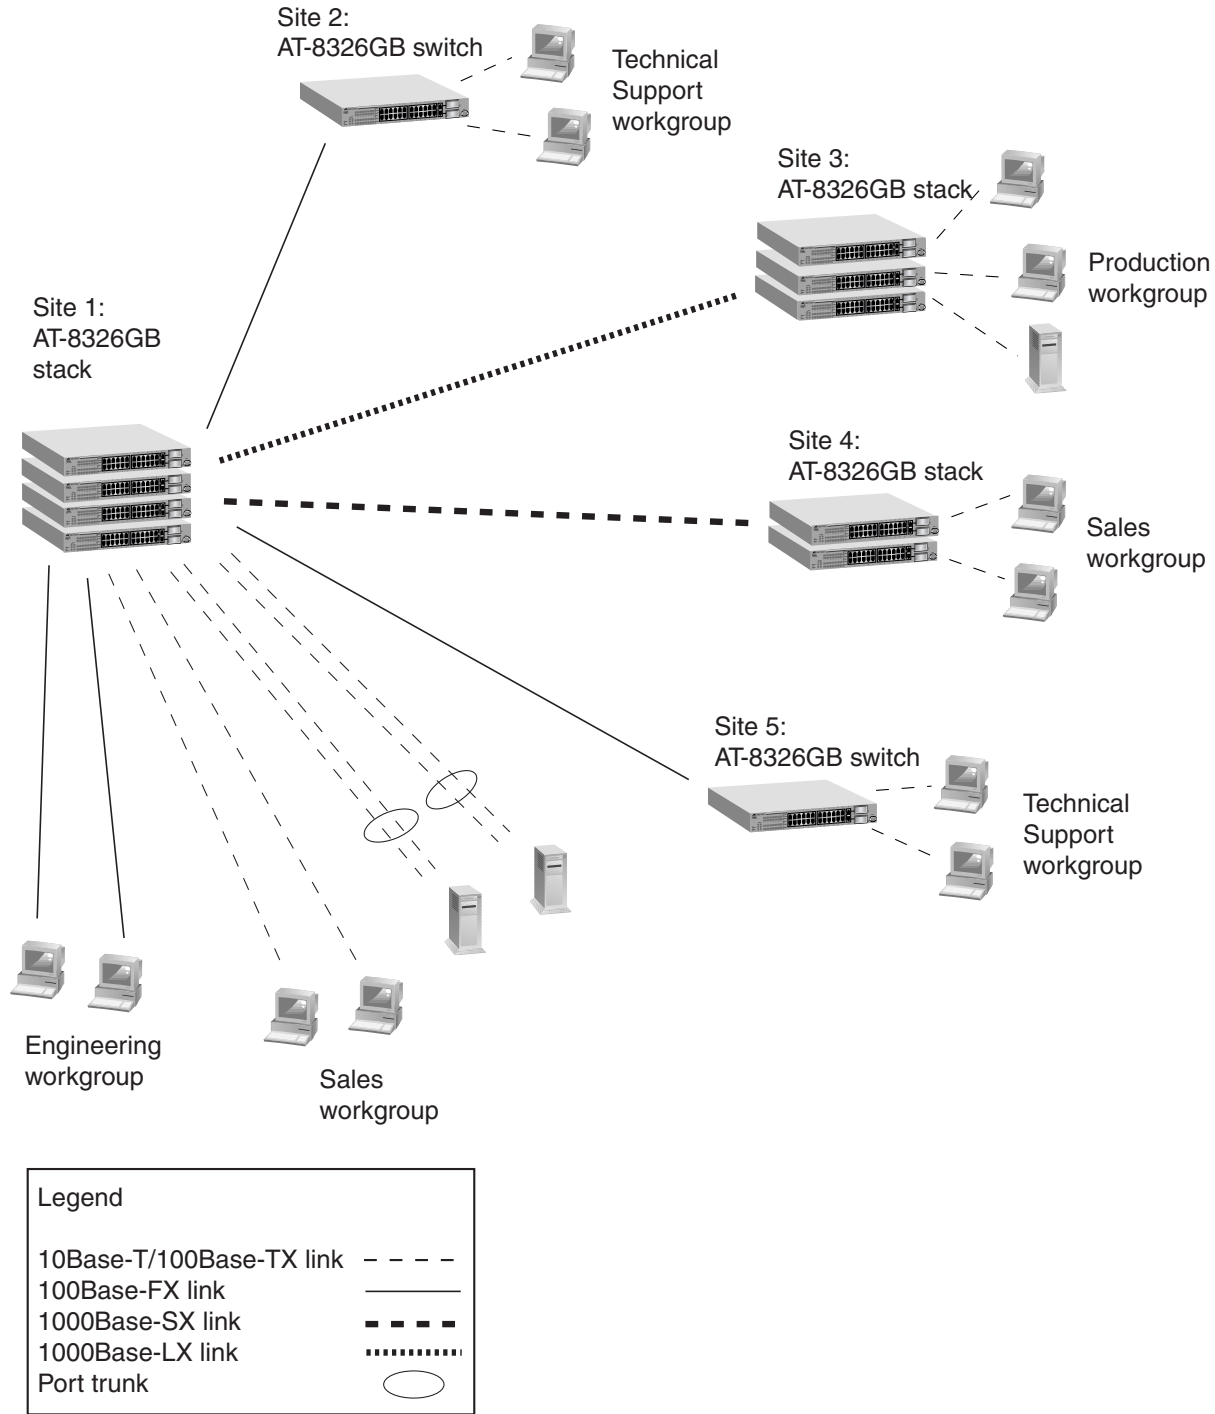 Site 2:
AT-8326GB switch
Technical
Support
workgroup
Site 3:
AT-8326GB stack
Production
workgroup
Site 1:
AT-8326GB
stack
Site 4:
AT-8326GB stack
Sales
workgroup
Site 5:
AT-8326GB switch
Technical
Support
workgroup
Engineering
workgroup
Sales
workgroup
Legend
10Base-T/100Base-TX link
100Base-FX link
1000Base-SX link
1000Base-LX link
Port trunk